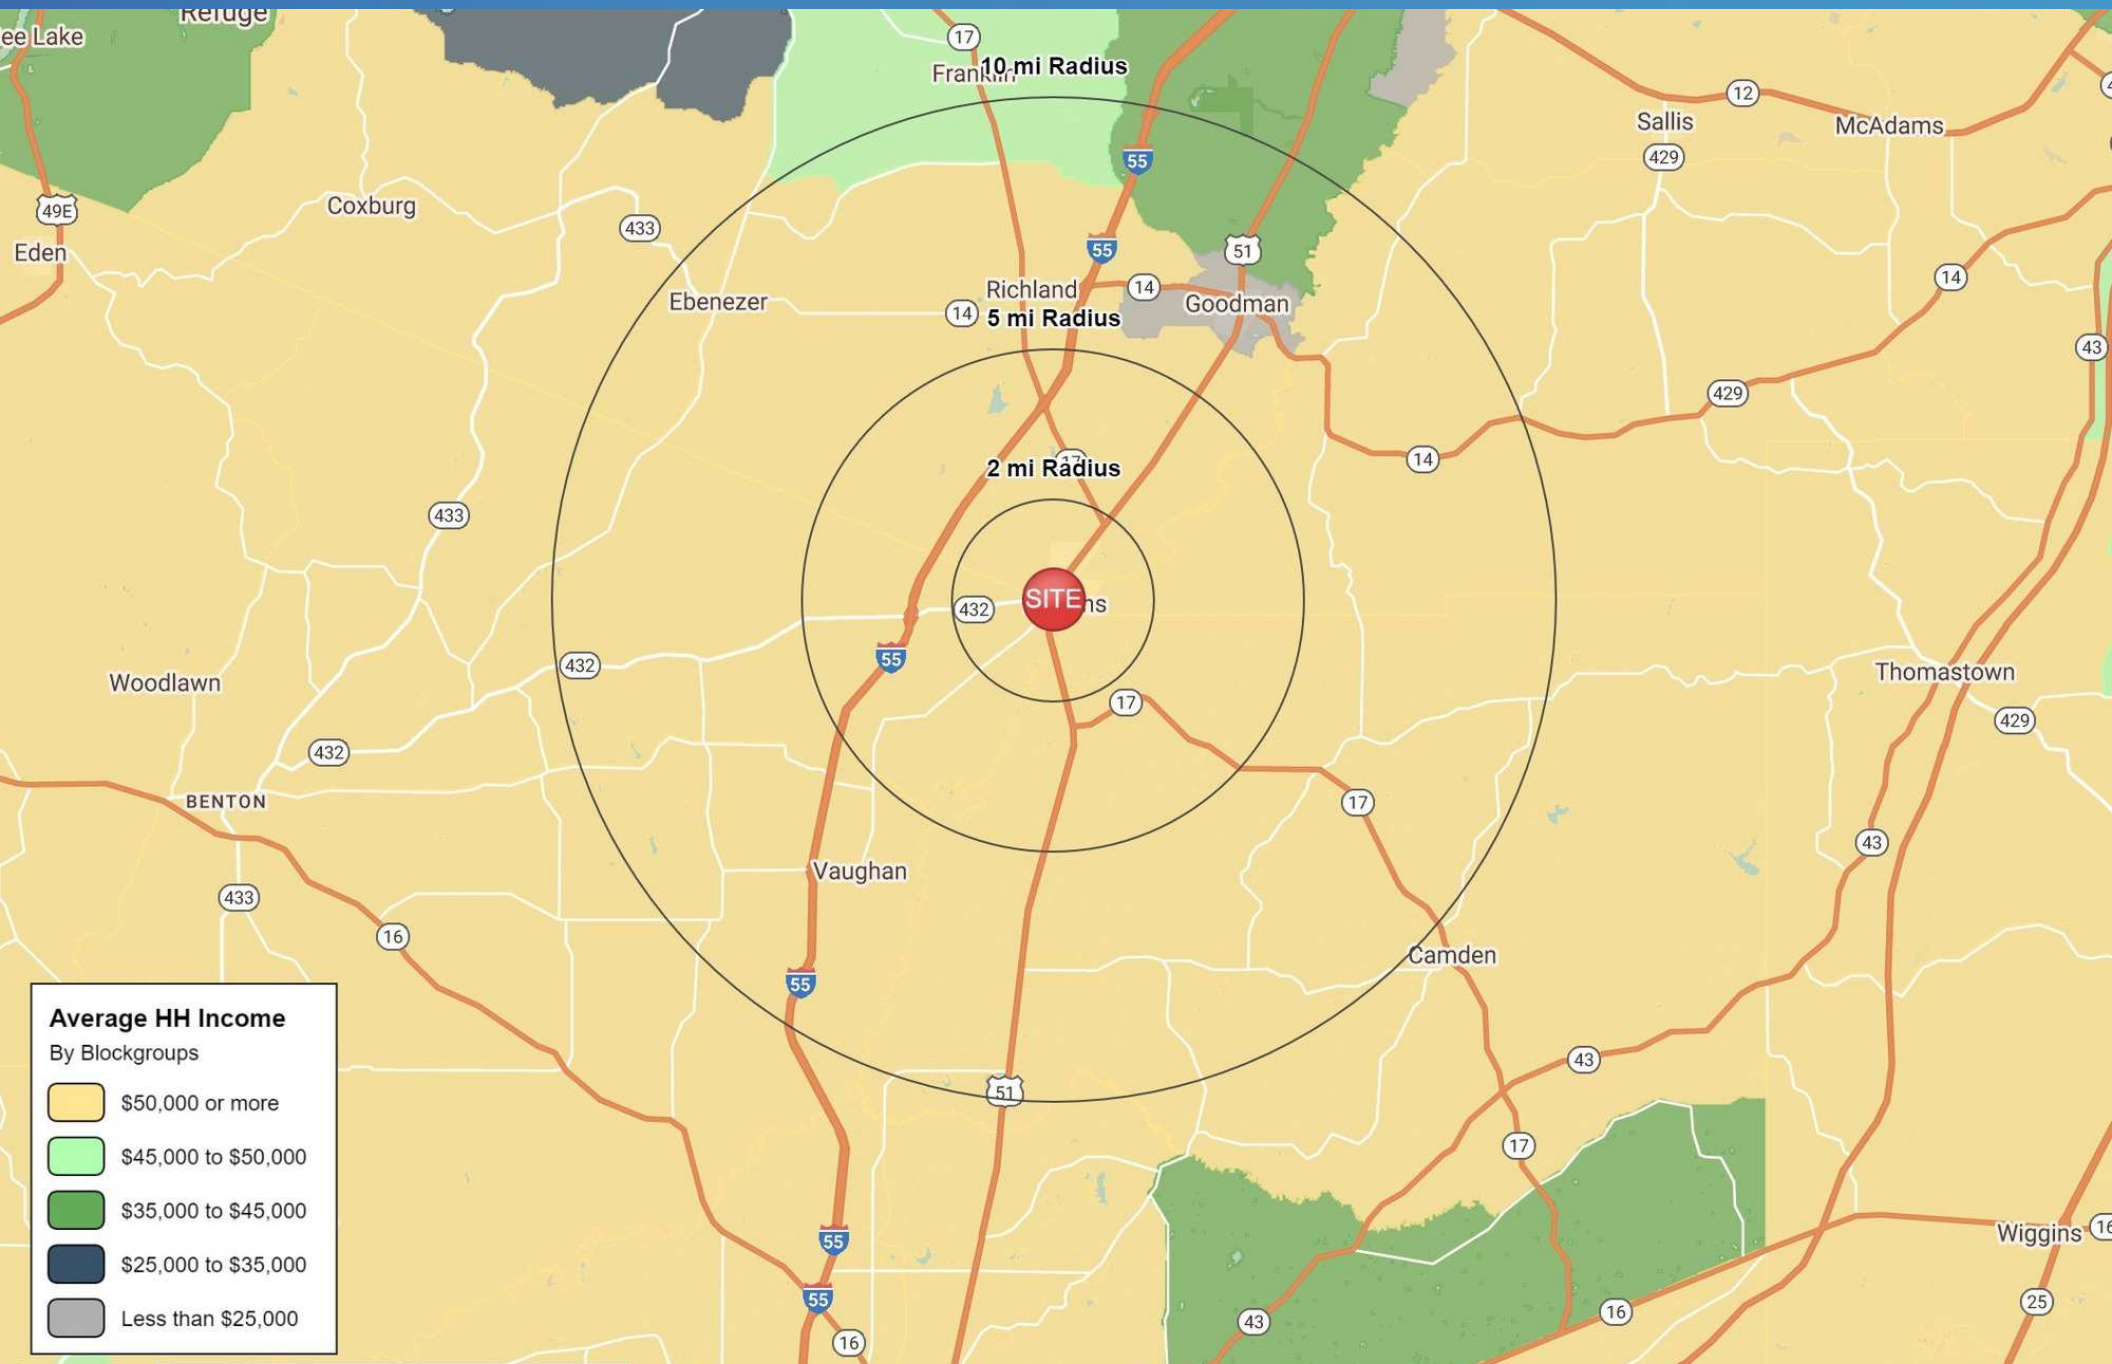 Refuge
ee Lake
17
Franklin
10 mi Radius
12
Sallis
McAdams
55
429
49E
Coxburg
433
Eden
55
51
14
Richland
14
Ebenezer
Goodman
14
5 mi Radius
43
429
14
2 mi Radius
433
SITE
ns
432
55
432
Woodlawn
Thomastown
17
429
432
BENTON
17
43
Vaughan
433
16
Camden
55
43
51
17
Wiggins
16
55
55
25
16
43
16
Average HH Income
By Blockgroups
$50,000 or more
$45,000 to $50,000
$35,000 to $45,000
$25,000 to $35,000
Less than $25,000